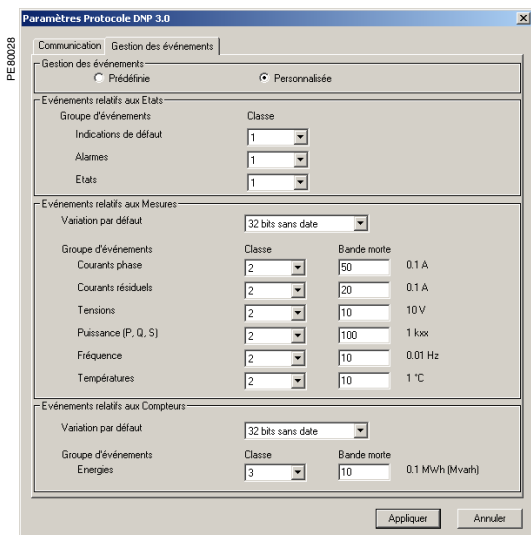 Paramètres Protocole DNP 3.0
PE80028
Communication Gestion des événements
Gestion des événements
Prédéfinie Personnalisée
Evénements relatifs aux Etats
Groupe d'événements Classe
Indications de défaut 1
Alarmes 1
Etats 1
Evénements relatifs aux Mesures
Variation par défaut 32 bits sans date
Groupe d'événements Classe Bande morte
Courants phase 2 50 0.1 A
Courants résiduels 2 20 0.1 A
Tensions 2 10 10 V
Puissance (P, Q, S) 2 100 1 kxx
Fréquence 2 10 0.01 Hz
Températures 2 10 1 °C
Evénements relatifs aux Compteurs
Variation par défaut 32 bits sans date
Groupe d'événements Classe Bande morte
Energies 3 10 0.1 MWh (Mvarh)
Appliquer Annuler